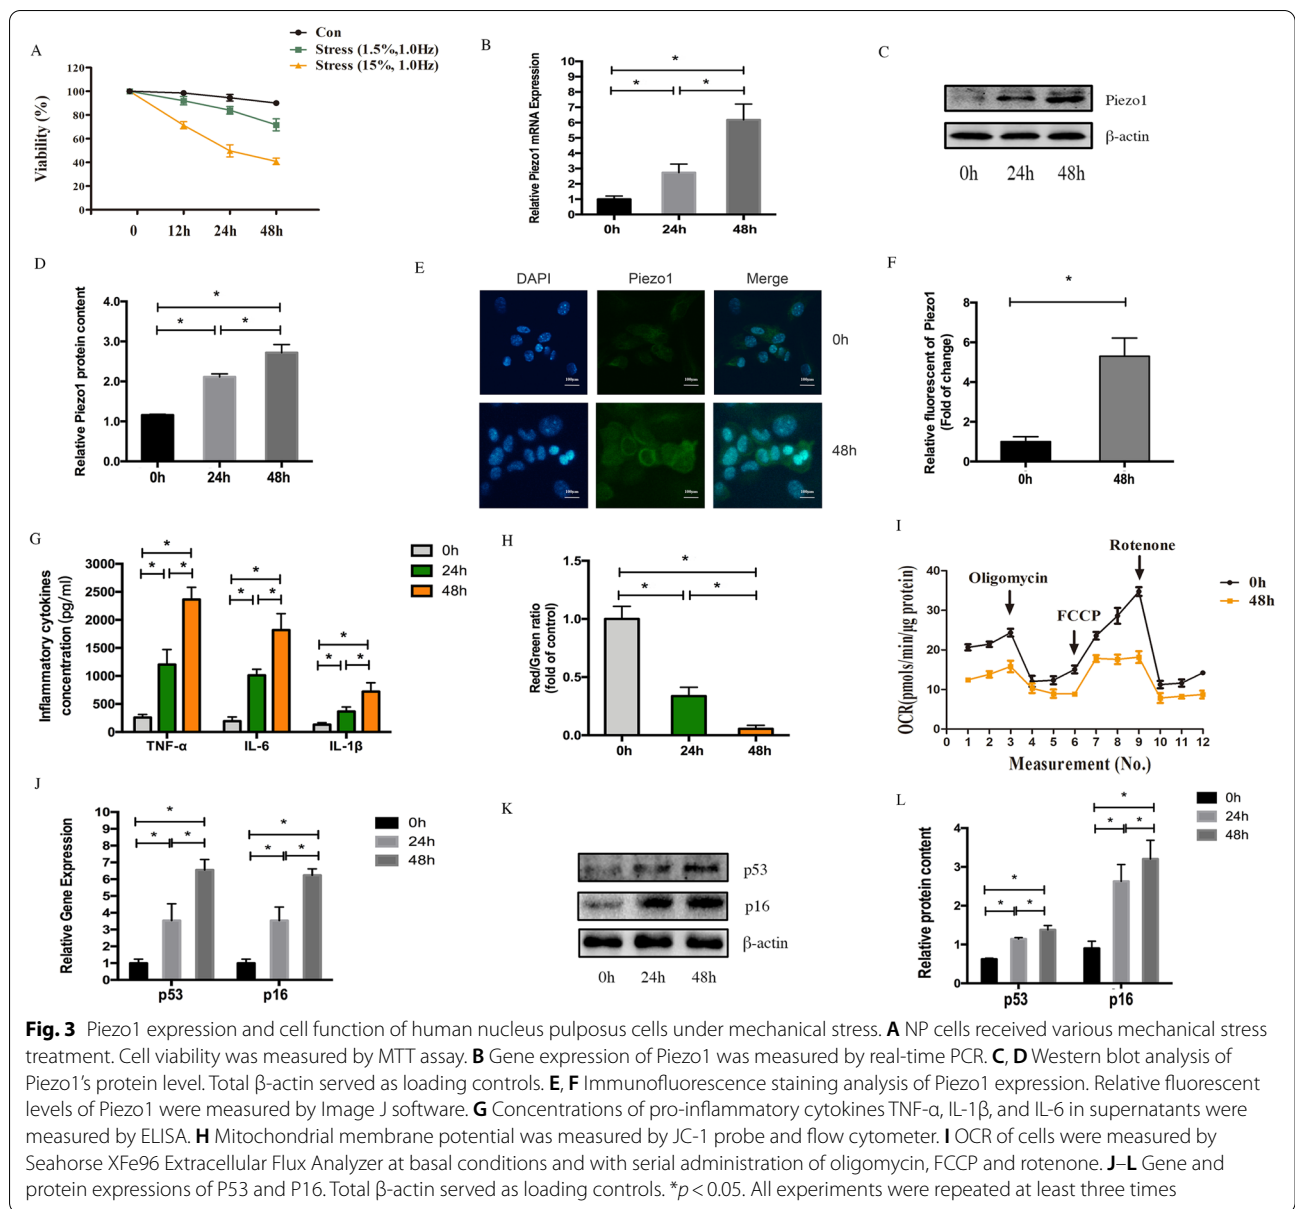 A
Con
Stress (1.5%,1.0Hz)
Stress (15%, 1.0Hz)
Viability (%)
120
100
80
60
40
20
0
0 12h 24h 48h
B
Relative Piezo1 mRNA Expression
10
9
8
7
6
5
4
3
2
1
0
* * *
0h 24h 48h
C
Piezo1
β-actin
0h 24h 48h
D
Relative Piezo1 protein content
4.0
3.0
2.0
1.0
0.0
* * *
0h 24h 48h
E
DAPI Piezo1 Merge
0h
100μm 100μm 100μm
48h
100μm 100μm 100μm
F
Relative fluorescent of Piezo1
(Fold of change)
8
6
4
2
0
*
0h 48h
G
Inflammatory cytokines
concentration (pg/ml)
3000
2500
2000
1500
1000
500
0
* * *
* * *
* * *
TNF-α IL-6 IL-1β
0h
24h
48h
H
Red/Green ratio
(fold of control)
1.5
1.0
0.5
0.0
* * *
0h 24h 48h
I
OCR(pmols/min/μg protein)
40
30
20
10
0
Oligomycin
FCCP
Rotenone
0h
48h
0 1 2 3 4 5 6 7 8 9 10 11 12
Measurement (No.)
J
Relative Gene Expression
10
9
8
7
6
5
4
3
2
1
0
* * *
* * *
p53 p16
0h
24h
48h
K
p53
p16
β-actin
0h 24h 48h
L
Relative protein content
4
3
2
1
0
* * *
* * *
p53 p16
0h
24h
48h
Fig. 3 Piezo1 expression and cell function of human nucleus pulposus cells under mechanical stress. A NP cells received various mechanical stress
treatment. Cell viability was measured by MTT assay. B Gene expression of Piezo1 was measured by real-time PCR. C, D Western blot analysis of
Piezo1's protein level. Total β-actin served as loading controls. E, F Immunofluorescence staining analysis of Piezo1 expression. Relative fluorescent
levels of Piezo1 were measured by Image J software. G Concentrations of pro-inflammatory cytokines TNF-α, IL-1β, and IL-6 in supernatants were
measured by ELISA. H Mitochondrial membrane potential was measured by JC-1 probe and flow cytometer. I OCR of cells were measured by
Seahorse XFe96 Extracellular Flux Analyzer at basal conditions and with serial administration of oligomycin, FCCP and rotenone. J–L Gene and
protein expressions of P53 and P16. Total β-actin served as loading controls. *p < 0.05. All experiments were repeated at least three times